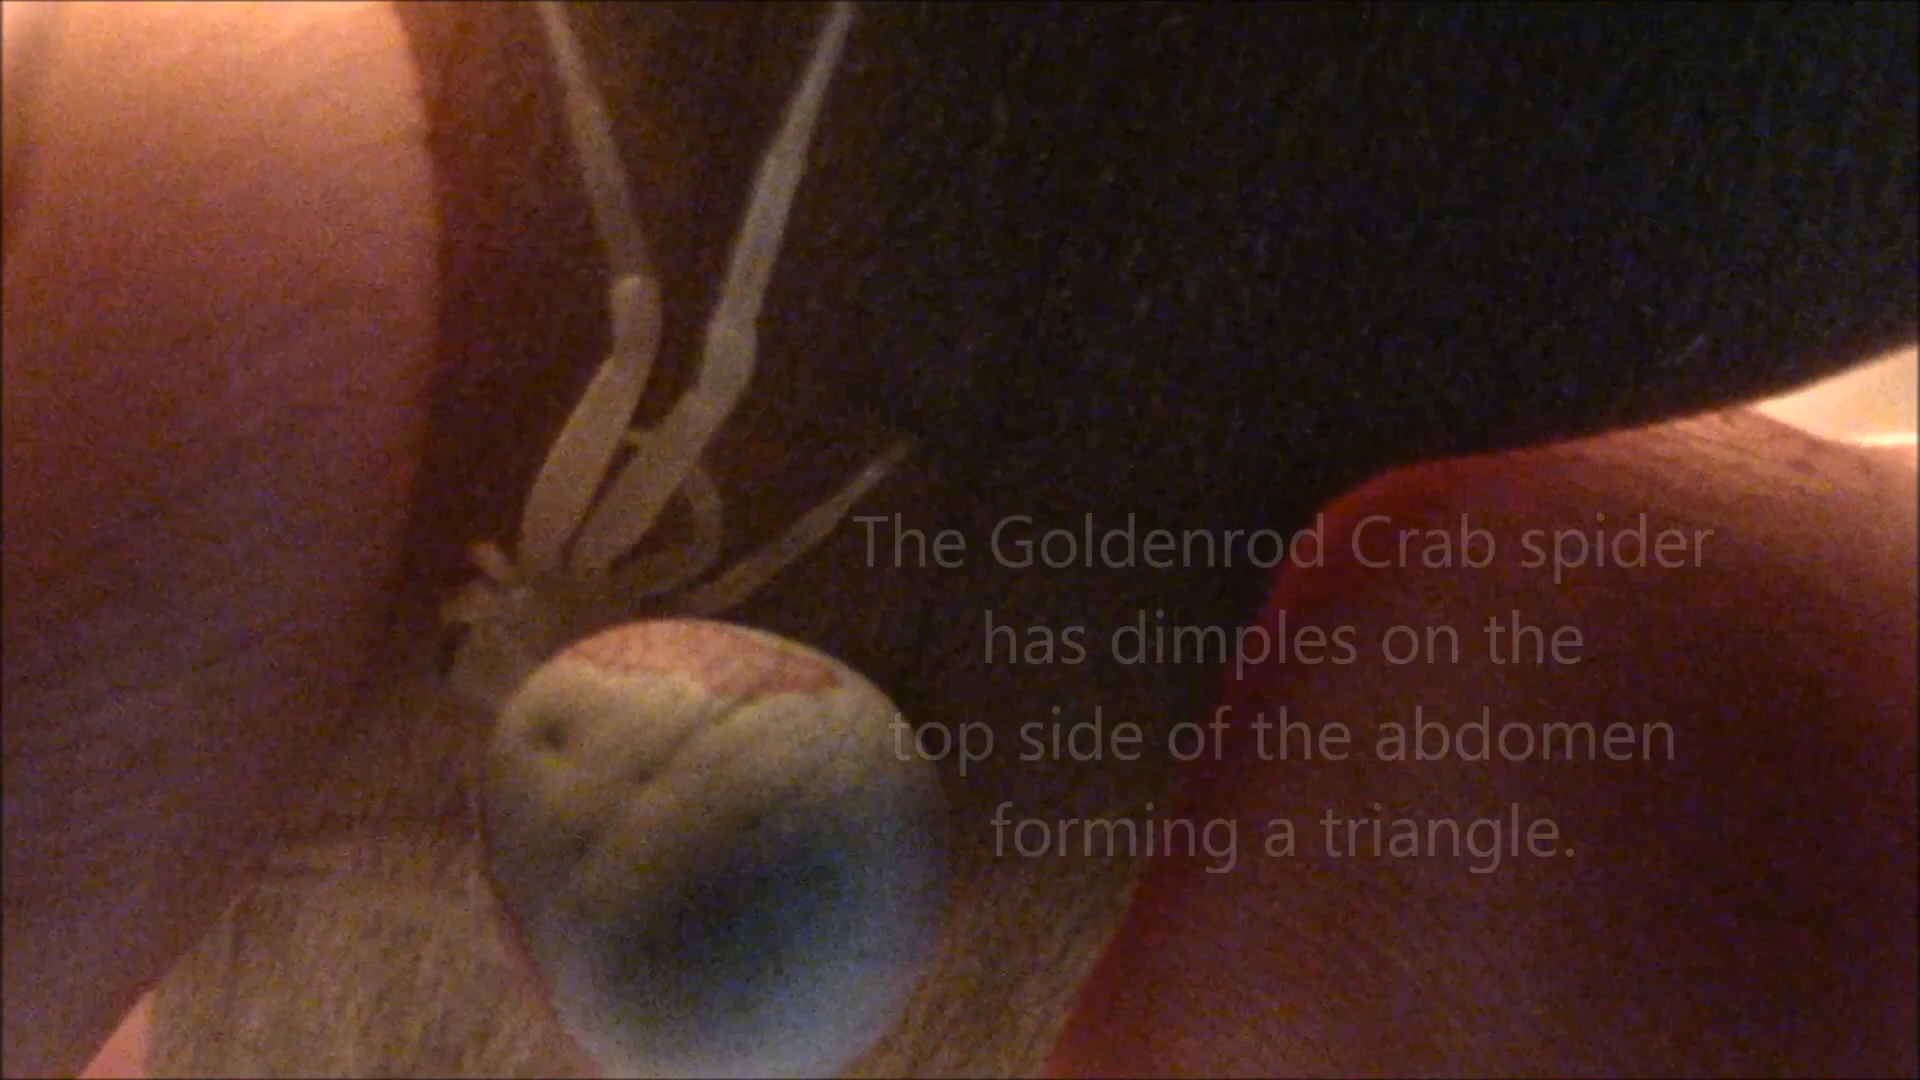 The Goldenrod Crab spider
has dimples on the
top side of the abdomen
forming a triangle.